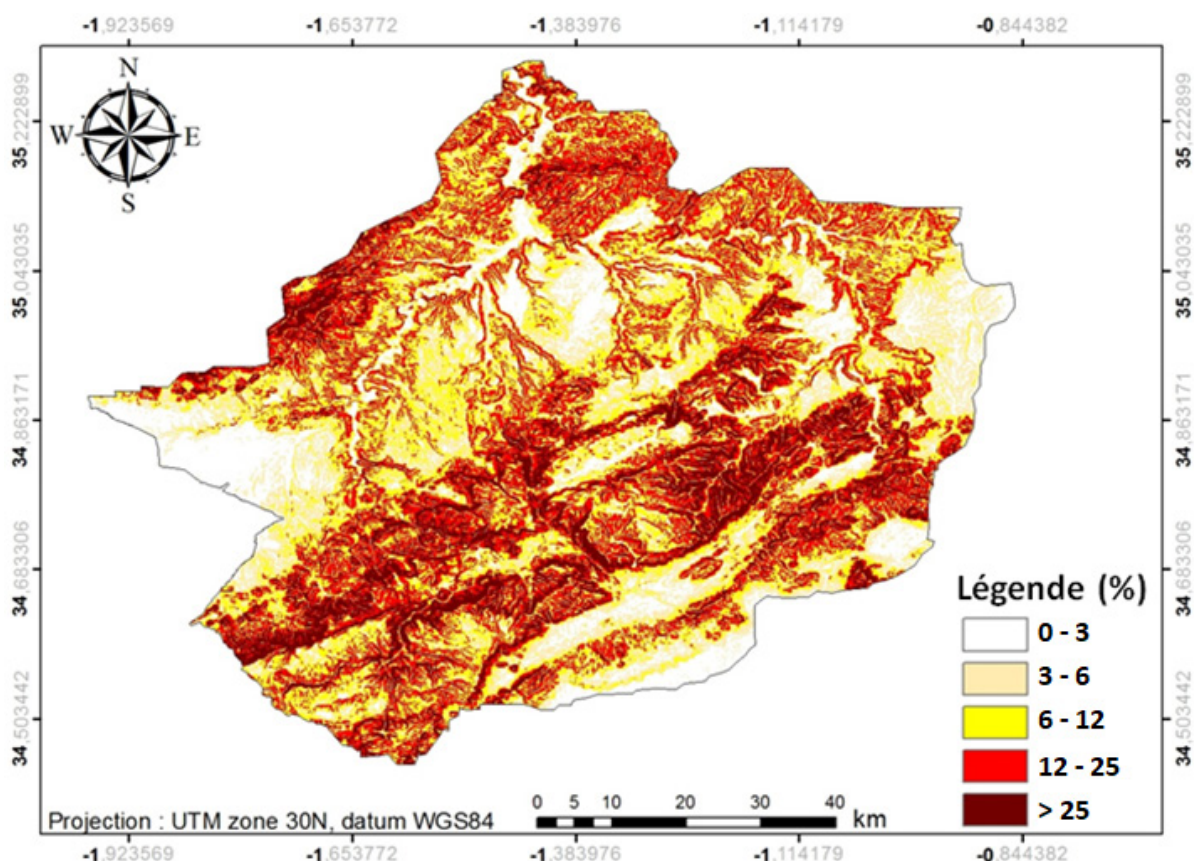 -1,923569 -1,653772 -1,383976 -1,114179 -0,844382
N
W E
S
35,222899 35,222899
35,043035 35,043035
34,863171 34,863171
34,683306 34,683306
34,503442 34,503442
Légende (%)
0 - 3
3 - 6
6 - 12
12 - 25
> 25
0 5 10 20 30 40
km
Projection : UTM zone 30N, datum WGS84
-1,923569 -1,653772 -1,383976 -1,114179 -0,844382